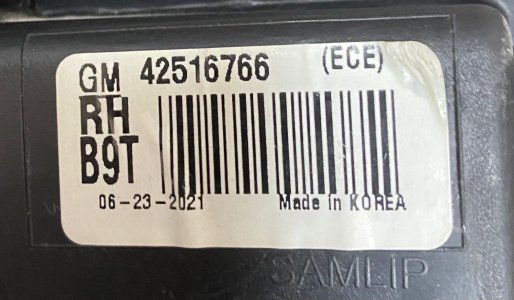 GM 42516766 (ECE)
RH
B9T
06-23-2021 Made in KOREA
SAMLIP